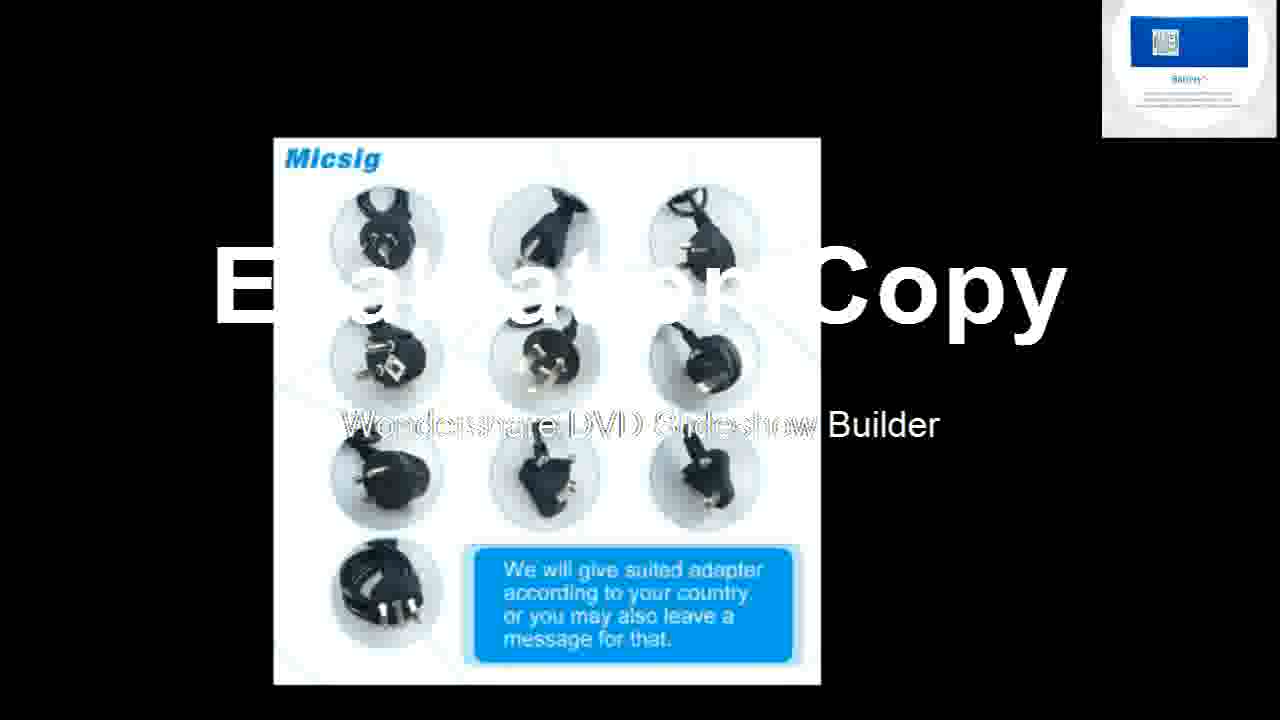 Battery
Micsig
Evaluation Copy
Wondershare DVD Slideshow Builder
We will give suited adapter
according to your country,
or you may also leave a
message for that.